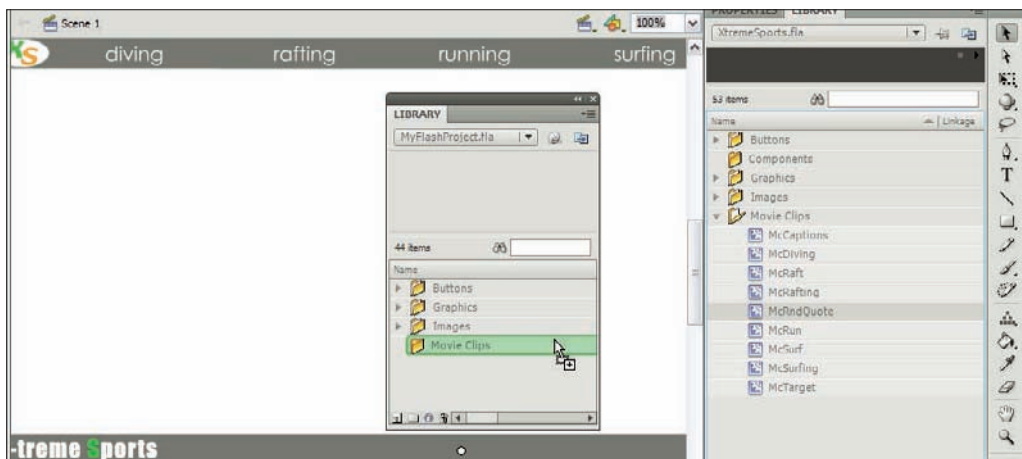 Scene 1
100%
PROPERTIES LIBRARY
XS
diving rafting running surfing
XtremeSports.fla
53 items
Name Linkage
Buttons
Components
Graphics
Images
Movie Clips
McCaptions
McDiving
McRaft
McRafting
McRndQuote
McRun
McSurf
McSurfing
McTarget
LIBRARY
MyFlashProject.fla
44 items
Name
Buttons
Graphics
Images
Movie Clips
T
-treme Sports